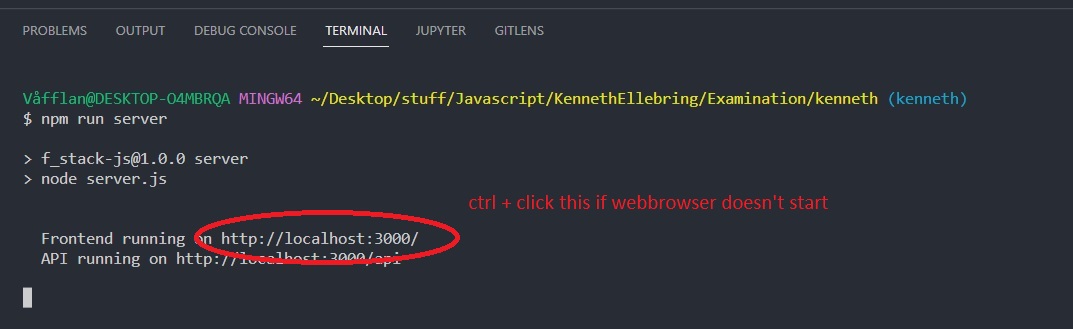 PROBLEMS OUTPUT DEBUG CONSOLE TERMINAL JUPYTER GITLENS
Våfflan@DESKTOP-O4MBRQA MINGW64 ~/Desktop/stuff/Javascript/KennethEllebring/Examination/kenneth (kenneth)
$ npm run server
> f_stack-js@1.0.0 server
> node server.js
ctrl + click this if webbrowser doesn't start
Frontend running on http://localhost:3000/
API running on http://localhost:3000/api